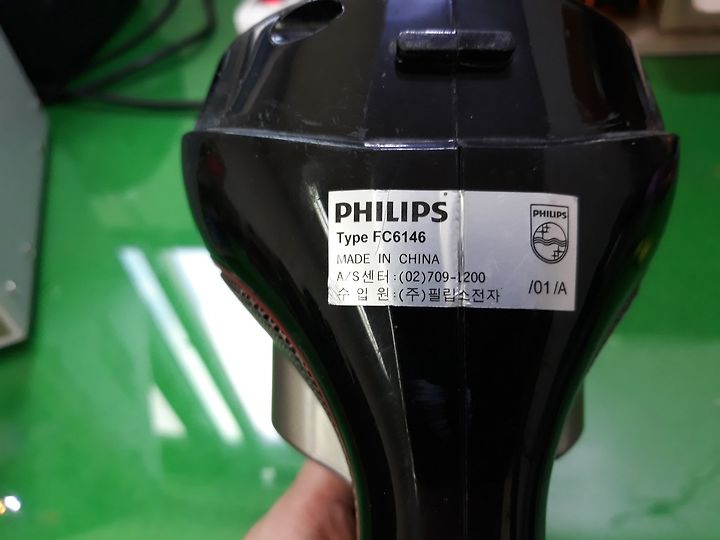 PHILIPS
Type FC6146
MADE IN CHINA
A/S센터:(02)709-1200
수 입 원:(주)필립스전자
PHILIPS
/01/A